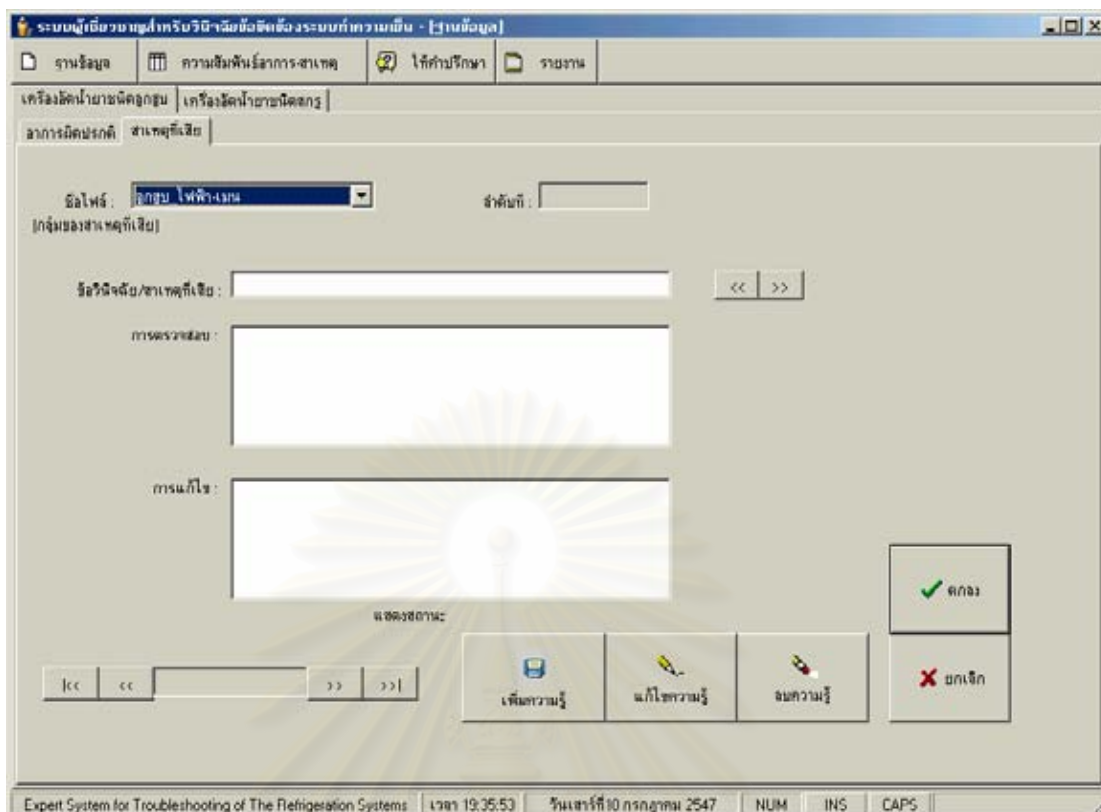 ระบบผู้เชี่ยวชาญสำหรับวินิจฉัยข้อขัดข้องระบบทำความเย็น - [ฐานข้อมูล]
ฐานข้อมูล ความสัมพันธ์อาการ-สาเหตุ ให้คำปรึกษา รายงาน
เครื่องอัดน้ำยาชนิดลูกสูบ เครื่องอัดน้ำยาชนิดสกรู
อาการผิดปรกติ สาเหตุที่เสีย
ชื่อไฟล์ : ลูกสูบ_ไฟฟ้า-เมน ลำดับที่ :
[กลุ่มของสาเหตุที่เสีย]
ข้อวินิจฉัย/สาเหตุที่เสีย : << >>
การตรวจสอบ :
การแก้ไข :
ตกลง
แสดงสถานะ
|<< << >> >>| เพิ่มความรู้ แก้ไขความรู้ ลบความรู้ ยกเลิก
Expert System for Troubleshooting of The Refrigeration Systems เวลา 19:35:53 วันเสาร์ที่10 กรกฎาคม 2547 NUM INS CAPS